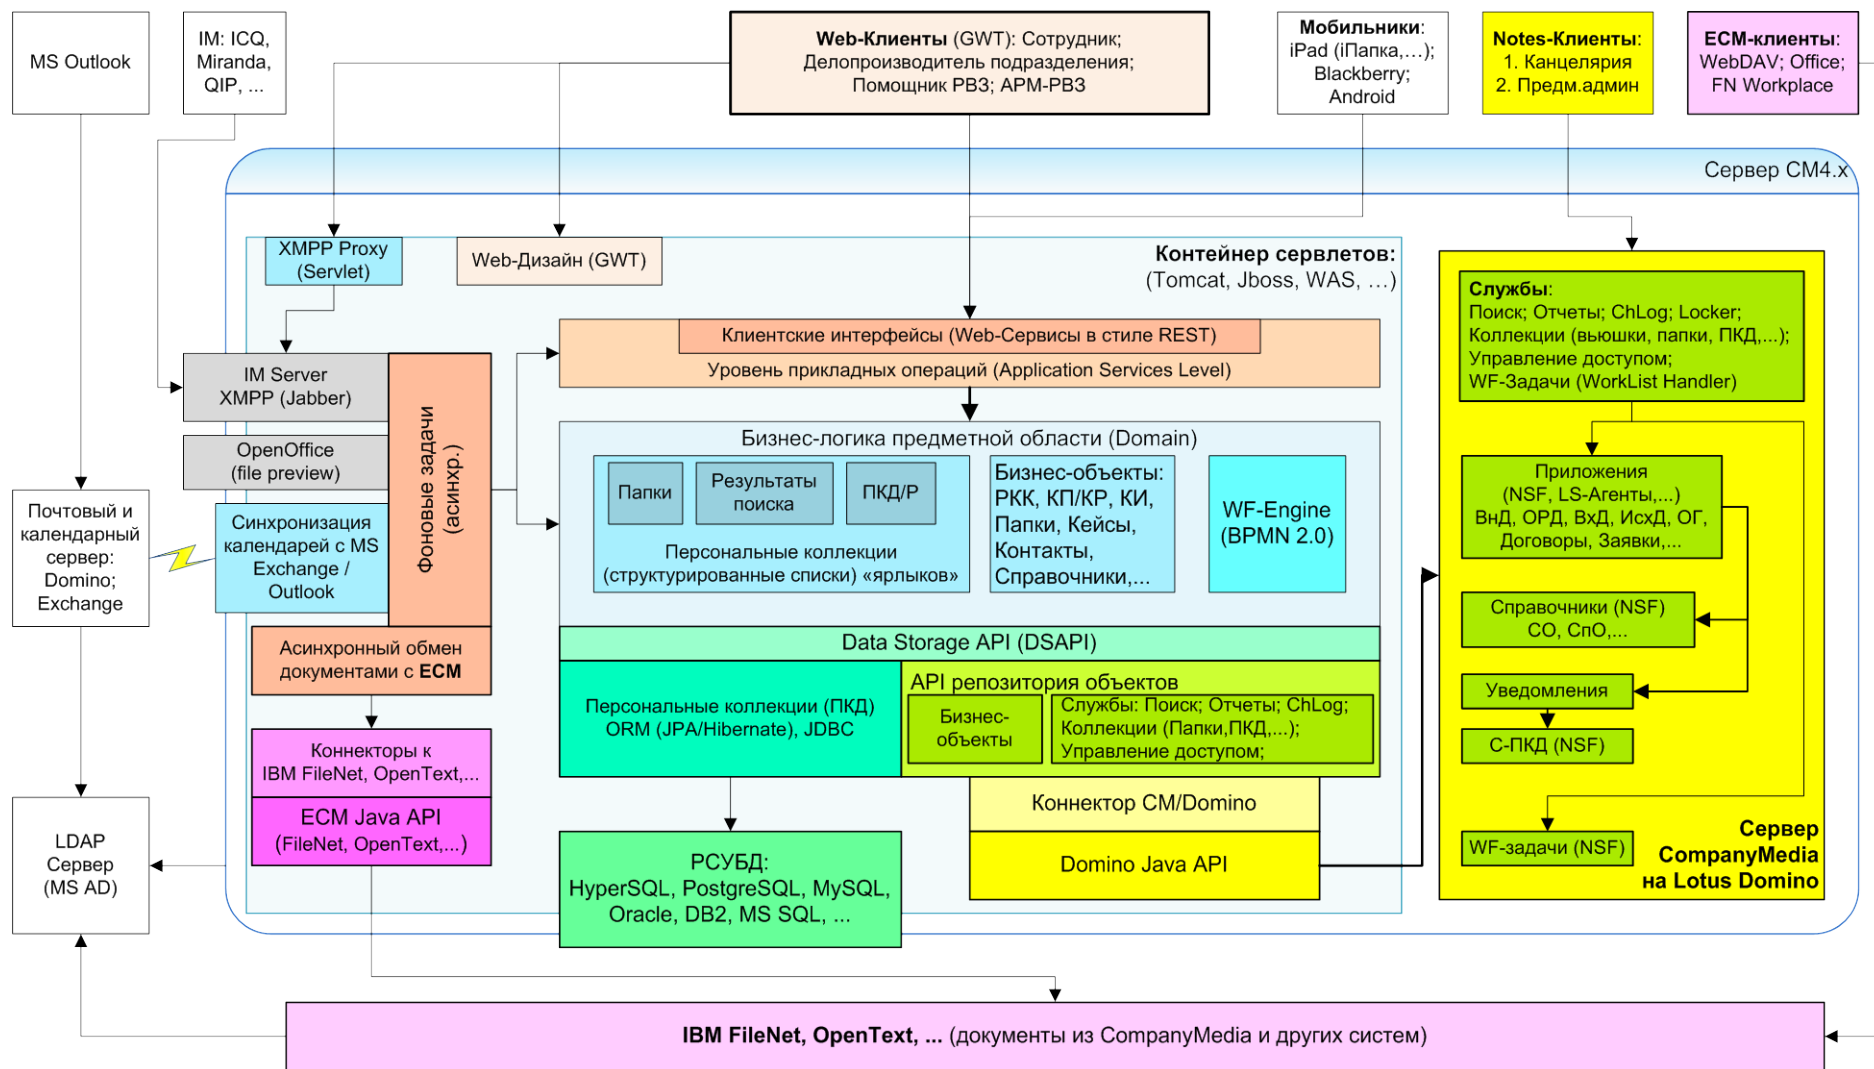 MS Outlook
IM: ICQ,
Miranda,
QIP, ...
Web-Клиенты (GWT): Сотрудник;
Делопроизводитель подразделения;
Помощник РВЗ; АРМ-РВЗ
Мобильники:
iPad (iПапка,...);
Blackberry;
Android
Notes-Клиенты:
1. Канцелярия
2. Предм.админ
ECM-клиенты:
WebDAV; Office;
FN Workplace
Сервер CM4.x
XMPP Proxy
(Servlet)
Web-Дизайн (GWT)
Контейнер сервлетов:
(Tomcat, Jboss, WAS, ...)
Клиентские интерфейсы (Web-Сервисы в стиле REST)
Уровень прикладных операций (Application Services Level)
IM Server
XMPP (Jabber)
OpenOffice
(file preview)
Фоновые задачи
(асинхр.)
Синхронизация
календарей с MS
Exchange /
Outlook
Почтовый и
календарный
сервер:
Domino;
Exchange
Бизнес-логика предметной области (Domain)
Папки
Результаты
поиска
ПКД/Р
Персональные коллекции
(структурированные списки) «ярлыков»
Бизнес-объекты:
РКК, КП/КР, КИ,
Папки, Кейсы,
Контакты,
Справочники,...
WF-Engine
(BPMN 2.0)
Асинхронный обмен
документами с ECM
Коннекторы к
IBM FileNet, OpenText,...
ECM Java API
(FileNet, OpenText,...)
Data Storage API (DSAPI)
Персональные коллекции (ПКД)
ORM (JPA/Hibernate), JDBC
API репозитория объектов
Бизнес-
объекты
Службы: Поиск; Отчеты; ChLog;
Коллекции (Папки,ПКД,...);
Управление доступом;
Коннектор CM/Domino
Domino Java API
РСУБД:
HyperSQL, PostgreSQL, MySQL,
Oracle, DB2, MS SQL, ...
LDAP
Сервер
(MS AD)
Службы:
Поиск; Отчеты; ChLog; Locker;
Коллекции (вьюшки, папки, ПКД,...);
Управление доступом;
WF-Задачи (WorkList Handler)
Приложения
(NSF, LS-Агенты,...)
ВнД, ОРД, ВхД, ИсхД, ОГ,
Договоры, Заявки,...
Справочники (NSF)
СО, СпО,...
Уведомления
С-ПКД (NSF)
WF-задачи (NSF)
Сервер
CompanyMedia
на Lotus Domino
IBM FileNet, OpenText, ... (документы из CompanyMedia и других систем)